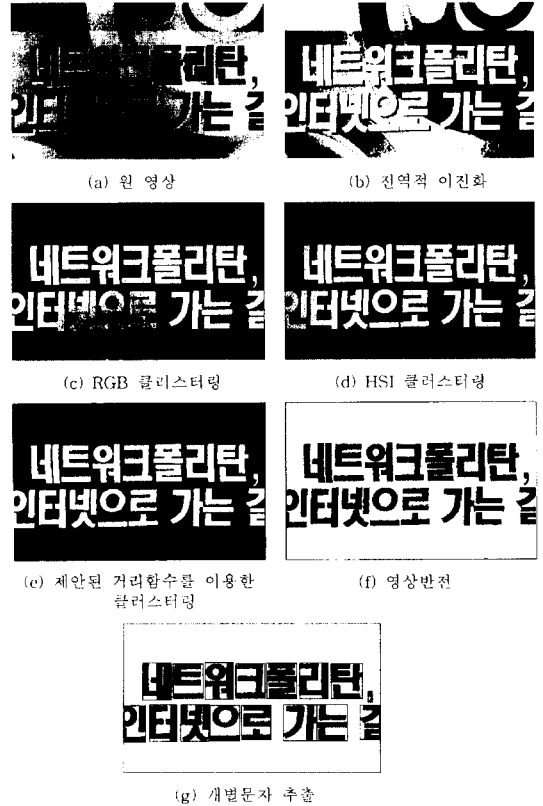 네트워크폴리탄,
인터넷으로 가는 길
(a) 원 영상
네트워크폴리탄,
인터넷으로 가는 길
(b) 전역적 이진화
네트워크폴리탄,
인터넷으로 가는 길
(c) RGB 클러스터링
네트워크폴리탄,
인터넷으로 가는 길
(d) HSI 클러스터링
네트워크폴리탄,
인터넷으로 가는 길
(e) 제안된 거리함수를 이용한
클러스터링
네트워크폴리탄,
인터넷으로 가는 길
(f) 영상반전
네트워크폴리탄,
인터넷으로 가는 길
(g) 개별문자 추출